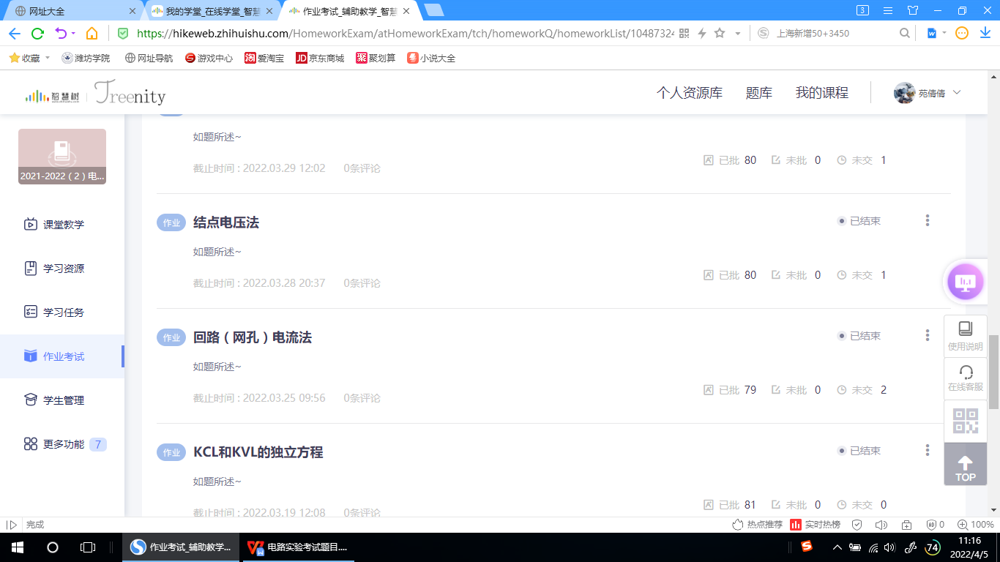 网址大全
我的学堂_在线学堂_智慧
作业考试_辅助教学_智慧
3
https://hikeweb.zhihuishu.com/HomeworkExam/atHomeworkExam/tch/homeworkQ/homeworkList/10487324
上海新增50+3450
收藏
潍坊学院
网址导航
游戏中心
淘 爱淘宝
JD 京东商城
聚 聚划算
小说大全
智慧树
Treenity
个人资源库
题库
我的课程
苑倩倩
2021-2022（2）电...
课堂教学
学习资源
学习任务
作业考试
学生管理
更多功能 7
如题所述~
截止时间 : 2022.03.29 12:02 0条评论
已批 80 未批 0 未交 1
作业 结点电压法
已结束
如题所述~
截止时间 : 2022.03.28 20:37 0条评论
已批 80 未批 0 未交 1
作业 回路（网孔）电流法
已结束
如题所述~
截止时间 : 2022.03.25 09:56 0条评论
已批 79 未批 0 未交 2
作业 KCL和KVL的独立方程
已结束
如题所述~
截止时间 : 2022.03.19 12:08 0条评论
已批 81 未批 0 未交 0
使用说明
在线客服
TOP
完成
热点推荐
实时热榜
0
100%
作业考试_辅助教学...
电路实验考试题目....
74
11:16
2022/4/5